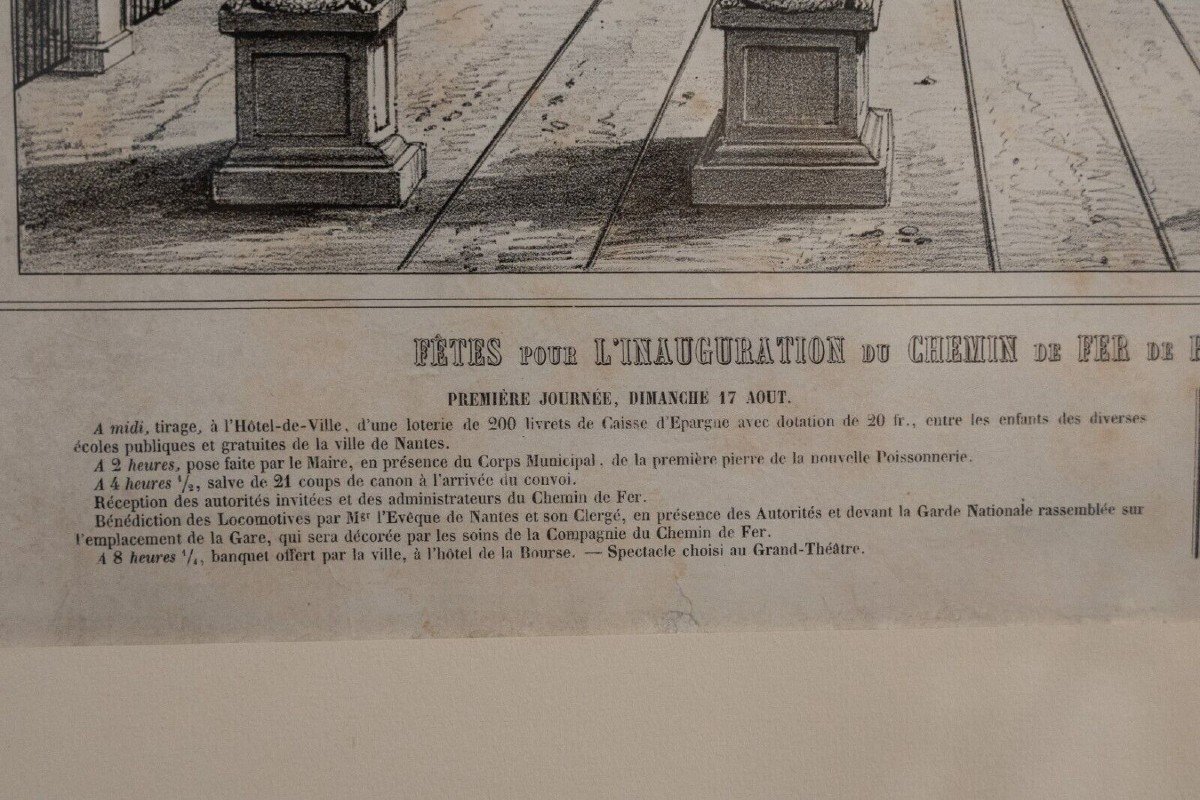 FÊTES POUR L'INAUGURATION DU CHEMIN DE FER DE
PREMIÈRE JOURNÉE, DIMANCHE 17 AOUT.
A midi, tirage, à l'Hôtel-de-Ville, d'une loterie de 200 livrets de Caisse d'Epargne avec dotation de 20 fr., entre les enfants des diverses
écoles publiques et gratuites de la ville de Nantes.
A 2 heures, pose faite par le Maire, en présence du Corps Municipal, de la première pierre de la nouvelle Poissonnerie.
A 4 heures 1/2, salve de 21 coups de canon à l'arrivée du convoi.
Réception des autorités invitées et des administrateurs du Chemin de Fer.
Bénédiction des Locomotives par Mgr l'Evêque de Nantes et son Clergé, en présence des Autorités et devant la Garde Nationale rassemblée sur
l'emplacement de la Gare, qui sera décorée par les soins de la Compagnie du Chemin de Fer.
A 8 heures 1/4, banquet offert par la ville, à l'hôtel de la Bourse. — Spectacle choisi au Grand-Théâtre.